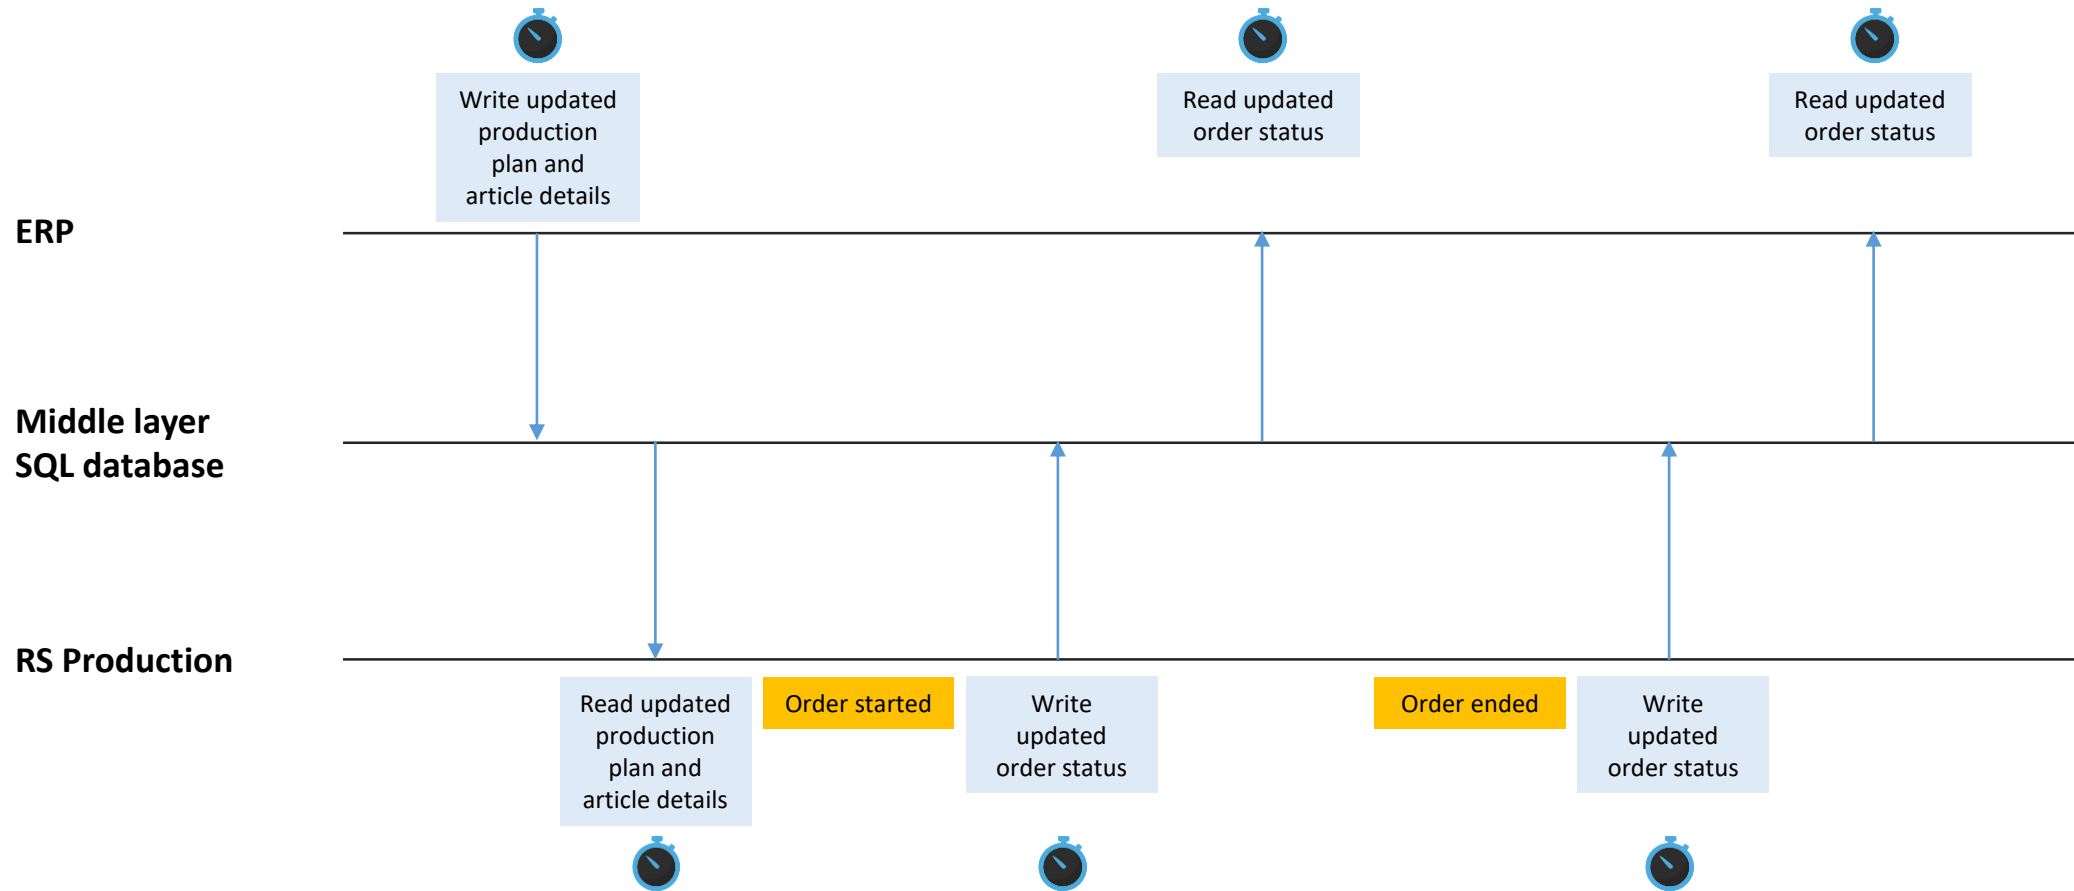 Write updated
production
plan and
article details
Read updated
order status
Read updated
order status
ERP
Middle layer
SQL database
RS Production
Read updated
production
plan and
article details
Order started
Write
updated
order status
Order ended
Write
updated
order status